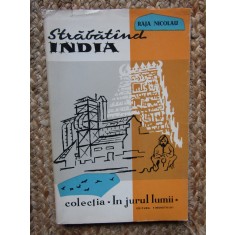 RAJA NICOLAU
Străbătînd
INDIA
colecția • În jurul lumii •